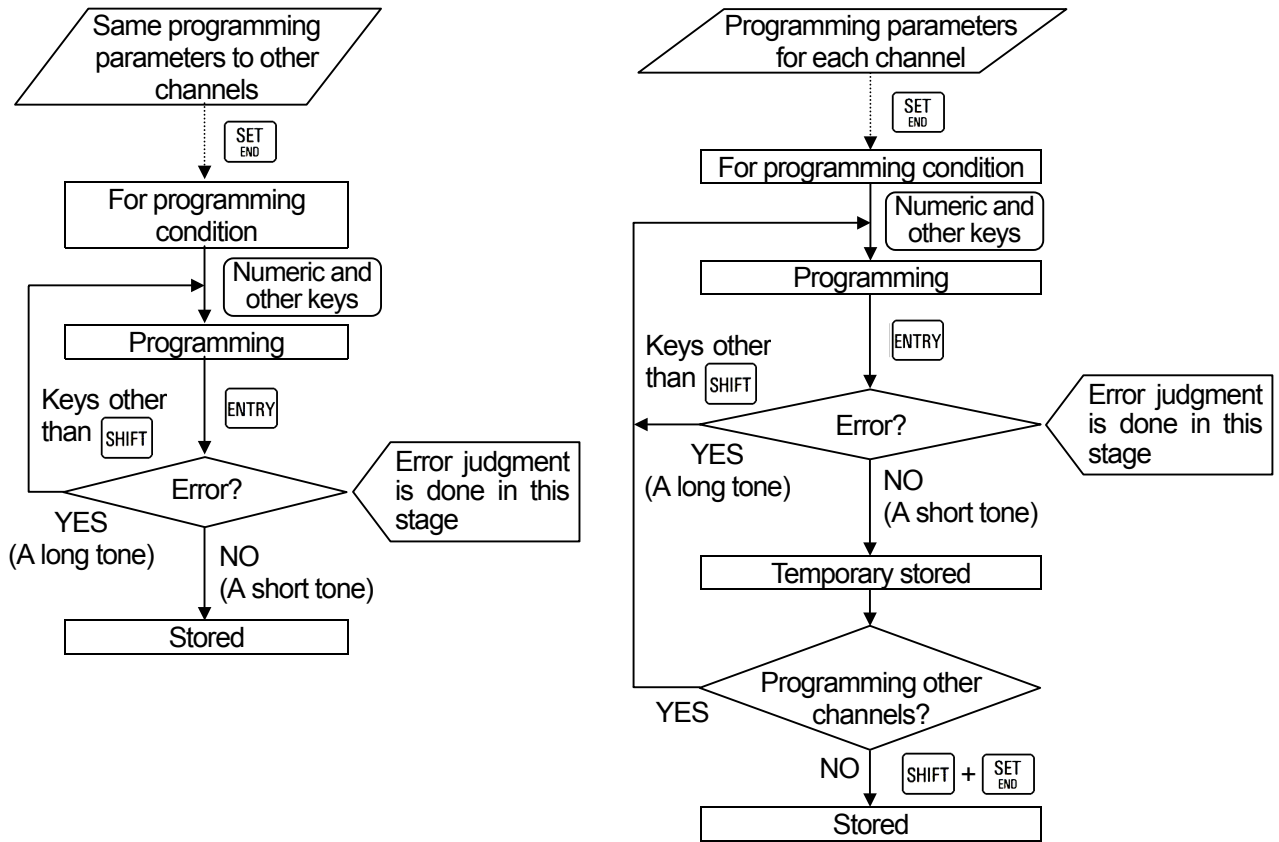 Same programming
parameters to other
channels
SET
END
For programming
condition
Numeric and
other keys
Programming
Keys other
than SHIFT
ENTRY
Error?
Error judgment
is done in this
stage
YES
(A long tone)
NO
(A short tone)
Stored
Programming parameters
for each channel
SET
END
For programming condition
Numeric and
other keys
Programming
ENTRY
Keys other
than SHIFT
Error?
Error judgment
is done in this
stage
YES
(A long tone)
NO
(A short tone)
Temporary stored
Programming other
channels?
YES
NO
SHIFT + SET
END
Stored